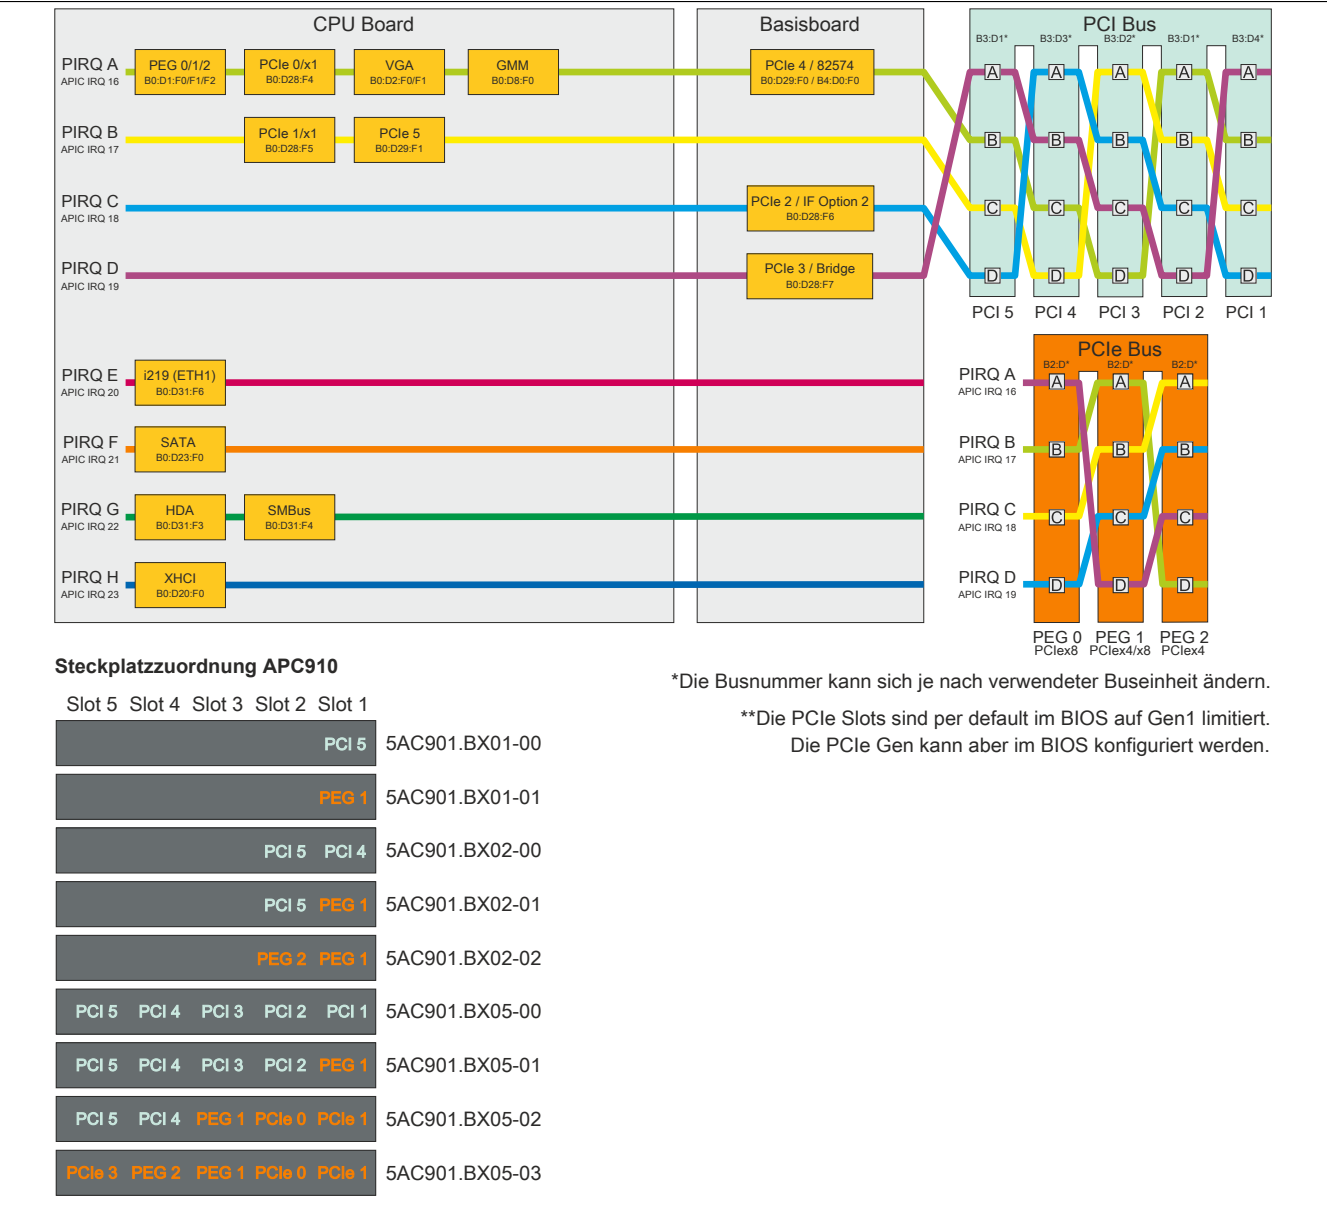 CPU Board
Basisboard
PCI Bus
B3:D1* B3:D3* B3:D2* B3:D1* B3:D4*
PIRQ A
APIC IRQ 16
PEG 0/1/2
B0:D1:F0/F1/F2
PCIe 0/x1
B0:D28:F4
VGA
B0:D2:F0/F1
GMM
B0:D8:F0
PCIe 4 / 82574
B0:D29:F0 / B4:D0:F0
A A A A A
PIRQ B
APIC IRQ 17
PCIe 1/x1
B0:D28:F5
PCIe 5
B0:D29:F1
B B B B B
PIRQ C
APIC IRQ 18
PCIe 2 / IF Option 2
B0:D28:F6
C C C C C
PIRQ D
APIC IRQ 19
PCIe 3 / Bridge
B0:D28:F7
D D D D D
PCI 5 PCI 4 PCI 3 PCI 2 PCI 1
PIRQ E
APIC IRQ 20
i219 (ETH1)
B0:D31:F6
PIRQ F
APIC IRQ 21
SATA
B0:D23:F0
PIRQ G
APIC IRQ 22
HDA
B0:D31:F3
SMBus
B0:D31:F4
PIRQ H
APIC IRQ 23
XHCI
B0:D20:F0
PCIe Bus
B2:D* B2:D* B2:D*
PIRQ A
APIC IRQ 16
A A A
PIRQ B
APIC IRQ 17
B B B
PIRQ C
APIC IRQ 18
C C C
PIRQ D
APIC IRQ 19
D D D
PEG 0 PEG 1 PEG 2
PCIex8 PCIex4/x8 PCIex4
*Die Busnummer kann sich je nach verwendeter Buseinheit ändern.
**Die PCIe Slots sind per default im BIOS auf Gen1 limitiert.
Die PCIe Gen kann aber im BIOS konfiguriert werden.
Steckplatzzuordnung APC910
Slot 5 Slot 4 Slot 3 Slot 2 Slot 1
PCI 5 5AC901.BX01-00
PEG 1 5AC901.BX01-01
PCI 5 PCI 4 5AC901.BX02-00
PCI 5 PEG 1 5AC901.BX02-01
PEG 2 PEG 1 5AC901.BX02-02
PCI 5 PCI 4 PCI 3 PCI 2 PCI 1 5AC901.BX05-00
PCI 5 PCI 4 PCI 3 PCI 2 PEG 1 5AC901.BX05-01
PCI 5 PCI 4 PEG 1 PCIe 0 PCIe 1 5AC901.BX05-02
PCIe 3 PEG 2 PEG 1 PCIe 0 PCIe 1 5AC901.BX05-03